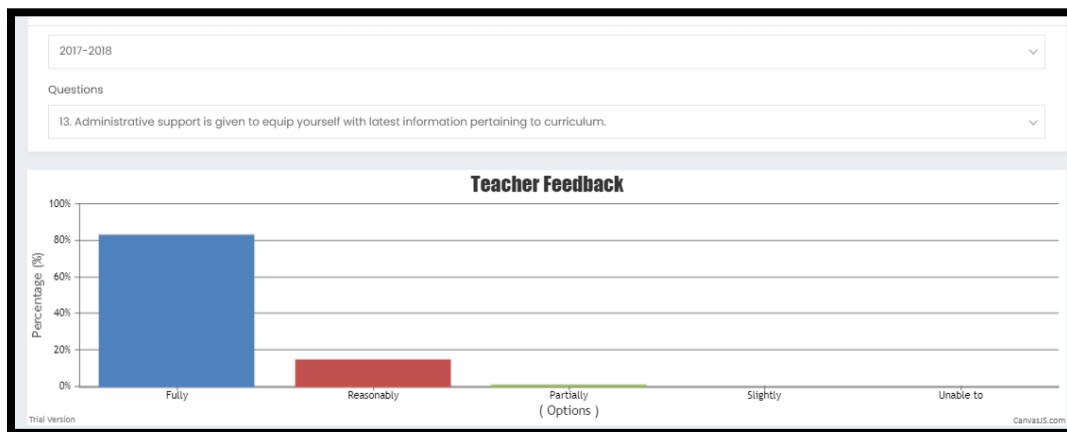 2017-2018
Questions
13. Administrative support is given to equip yourself with latest information pertaining to curriculum.
Teacher Feedback
100%
80%
60%
40%
20%
0%
Percentage (%)
Fully
Reasonably
Partially
Slightly
Unable to
( Options )
Trial Version
CanvasJS.com